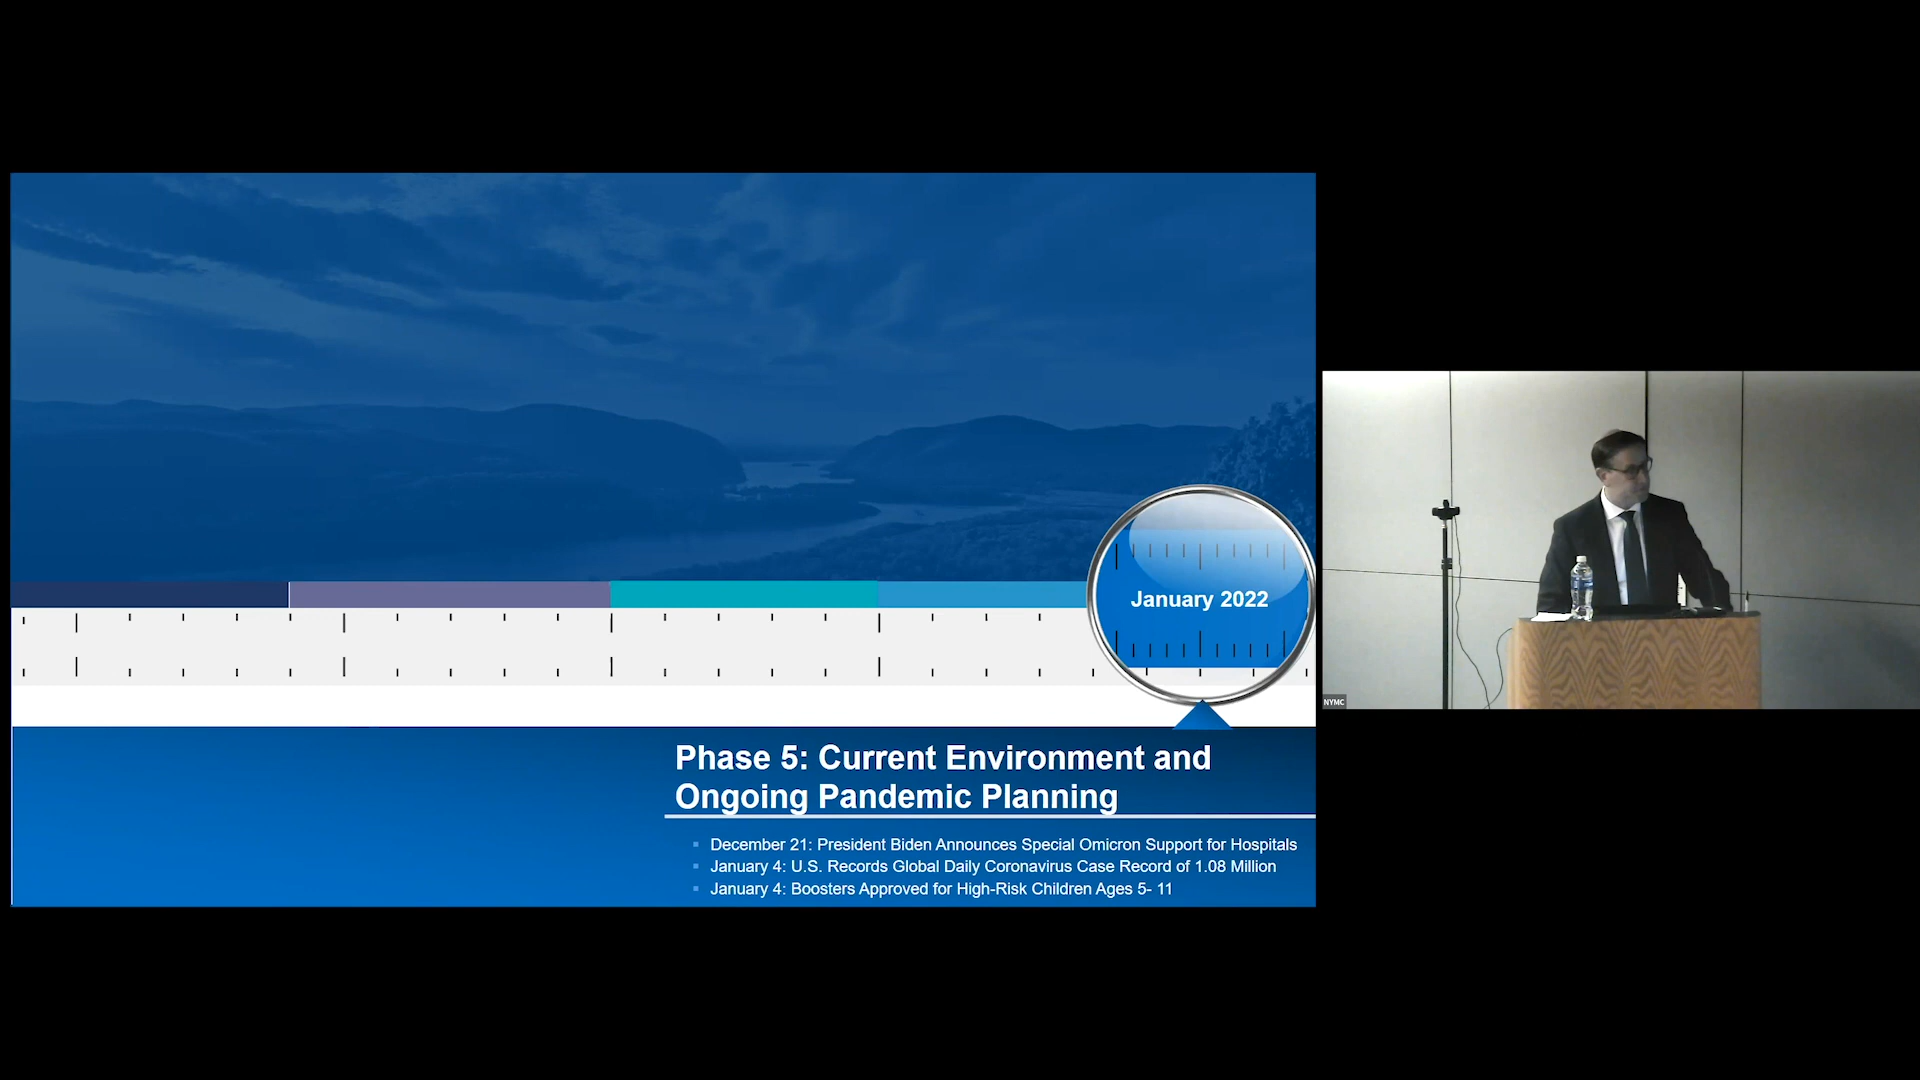 January 2022
Phase 5: Current Environment and
Ongoing Pandemic Planning
December 21: President Biden Announces Special Omicron Support for Hospitals
January 4: U.S. Records Global Daily Coronavirus Case Record of 1.08 Million
January 4: Boosters Approved for High-Risk Children Ages 5- 11
NYMC